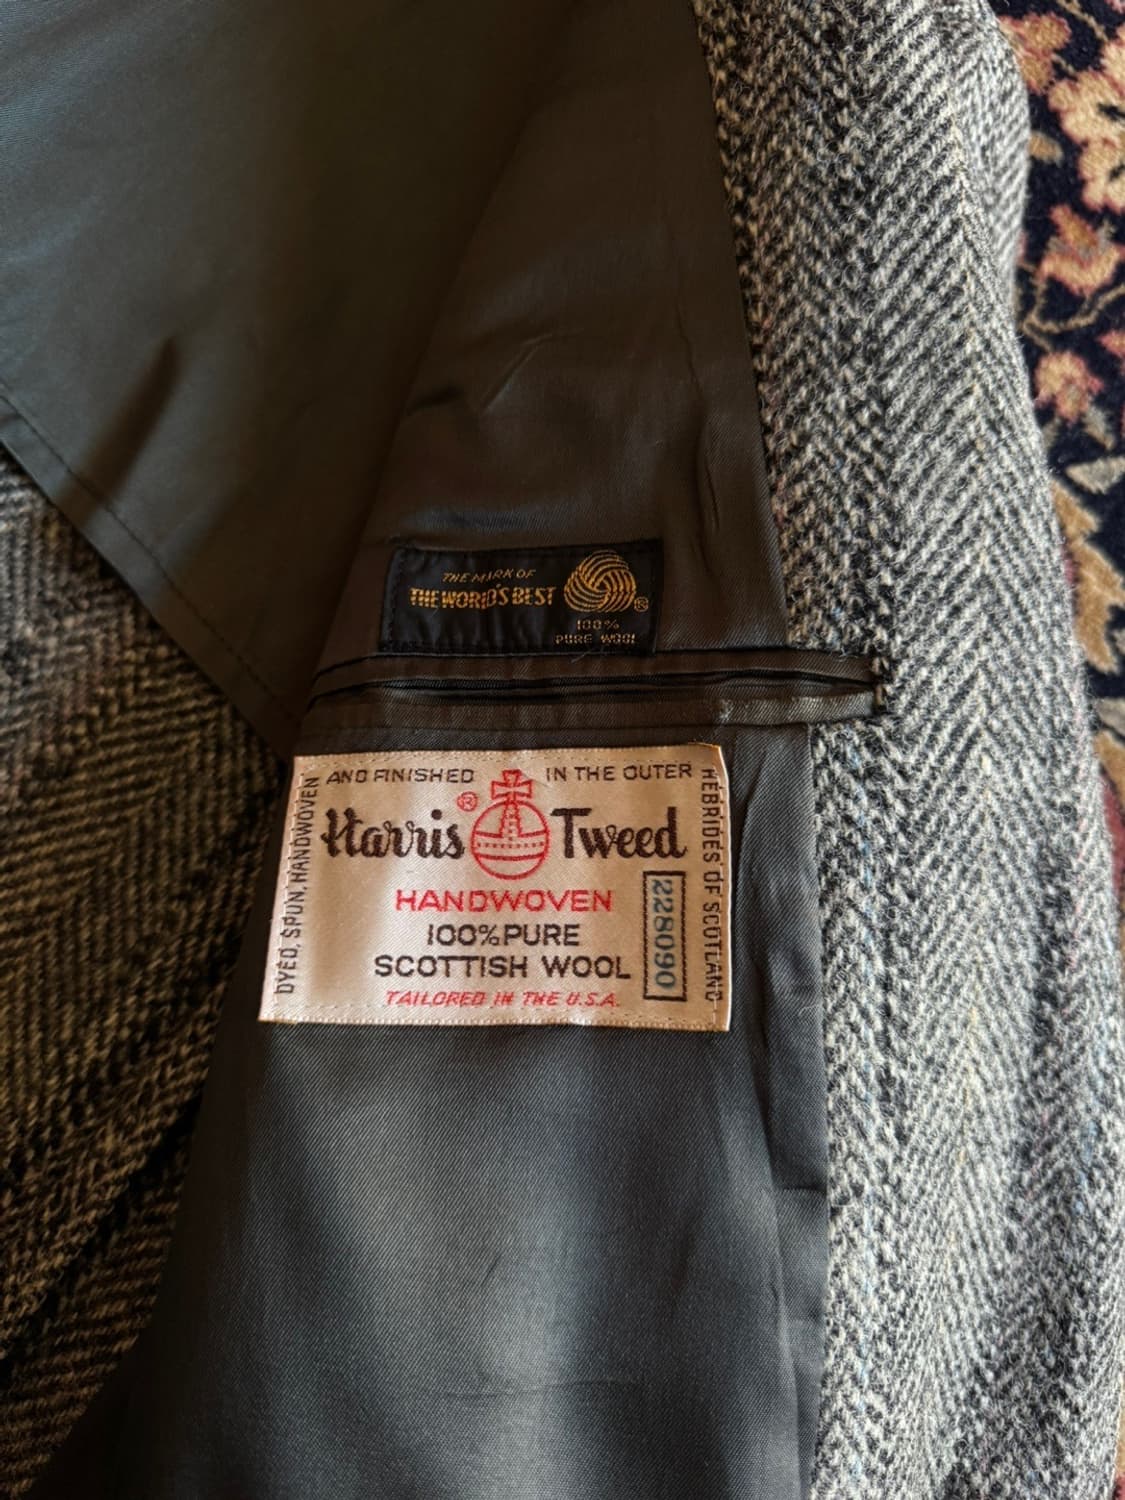 THE MARK OF
THE WORLD'S BEST
®
100%
PURE WOOL
DYED, SPUN, HANDWOVEN
AND FINISHED
IN THE OUTER
HEBRIDES OF SCOTLAND
Harris ® Tweed
HANDWOVEN
100% PURE
SCOTTISH WOOL
TAILORED IN THE U.S.A.
228090